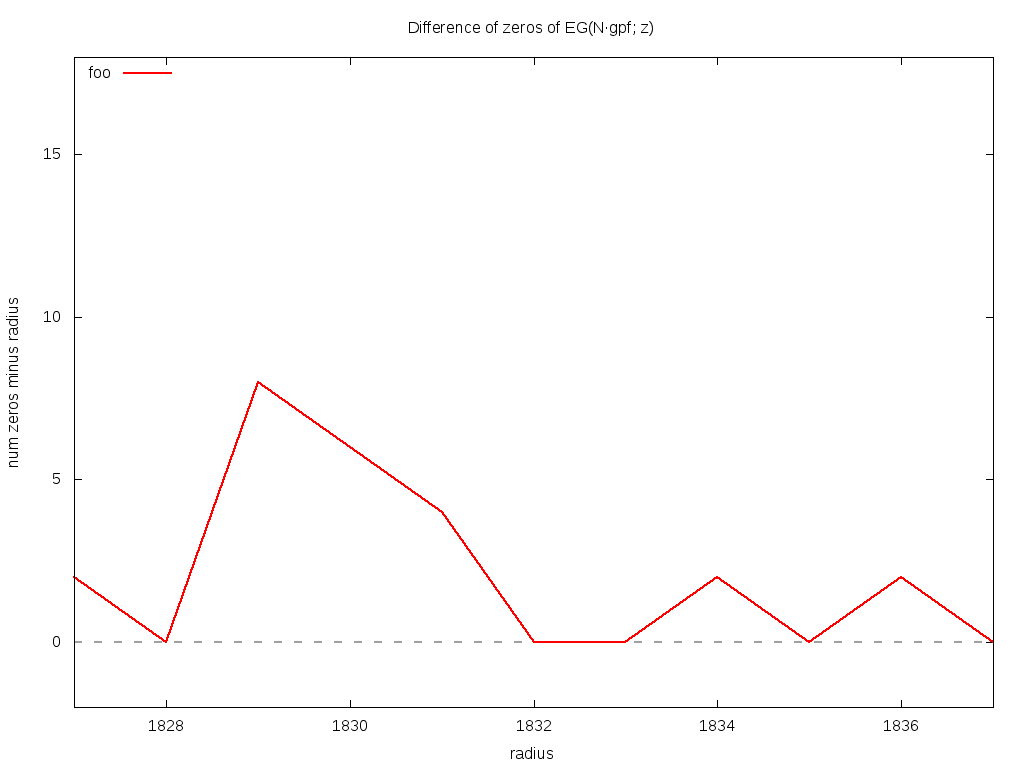 Difference of zeros of EG(N·gpf; z)
foo
15
10
5
0
num zeros minus radius
1828 1830 1832 1834 1836
radius